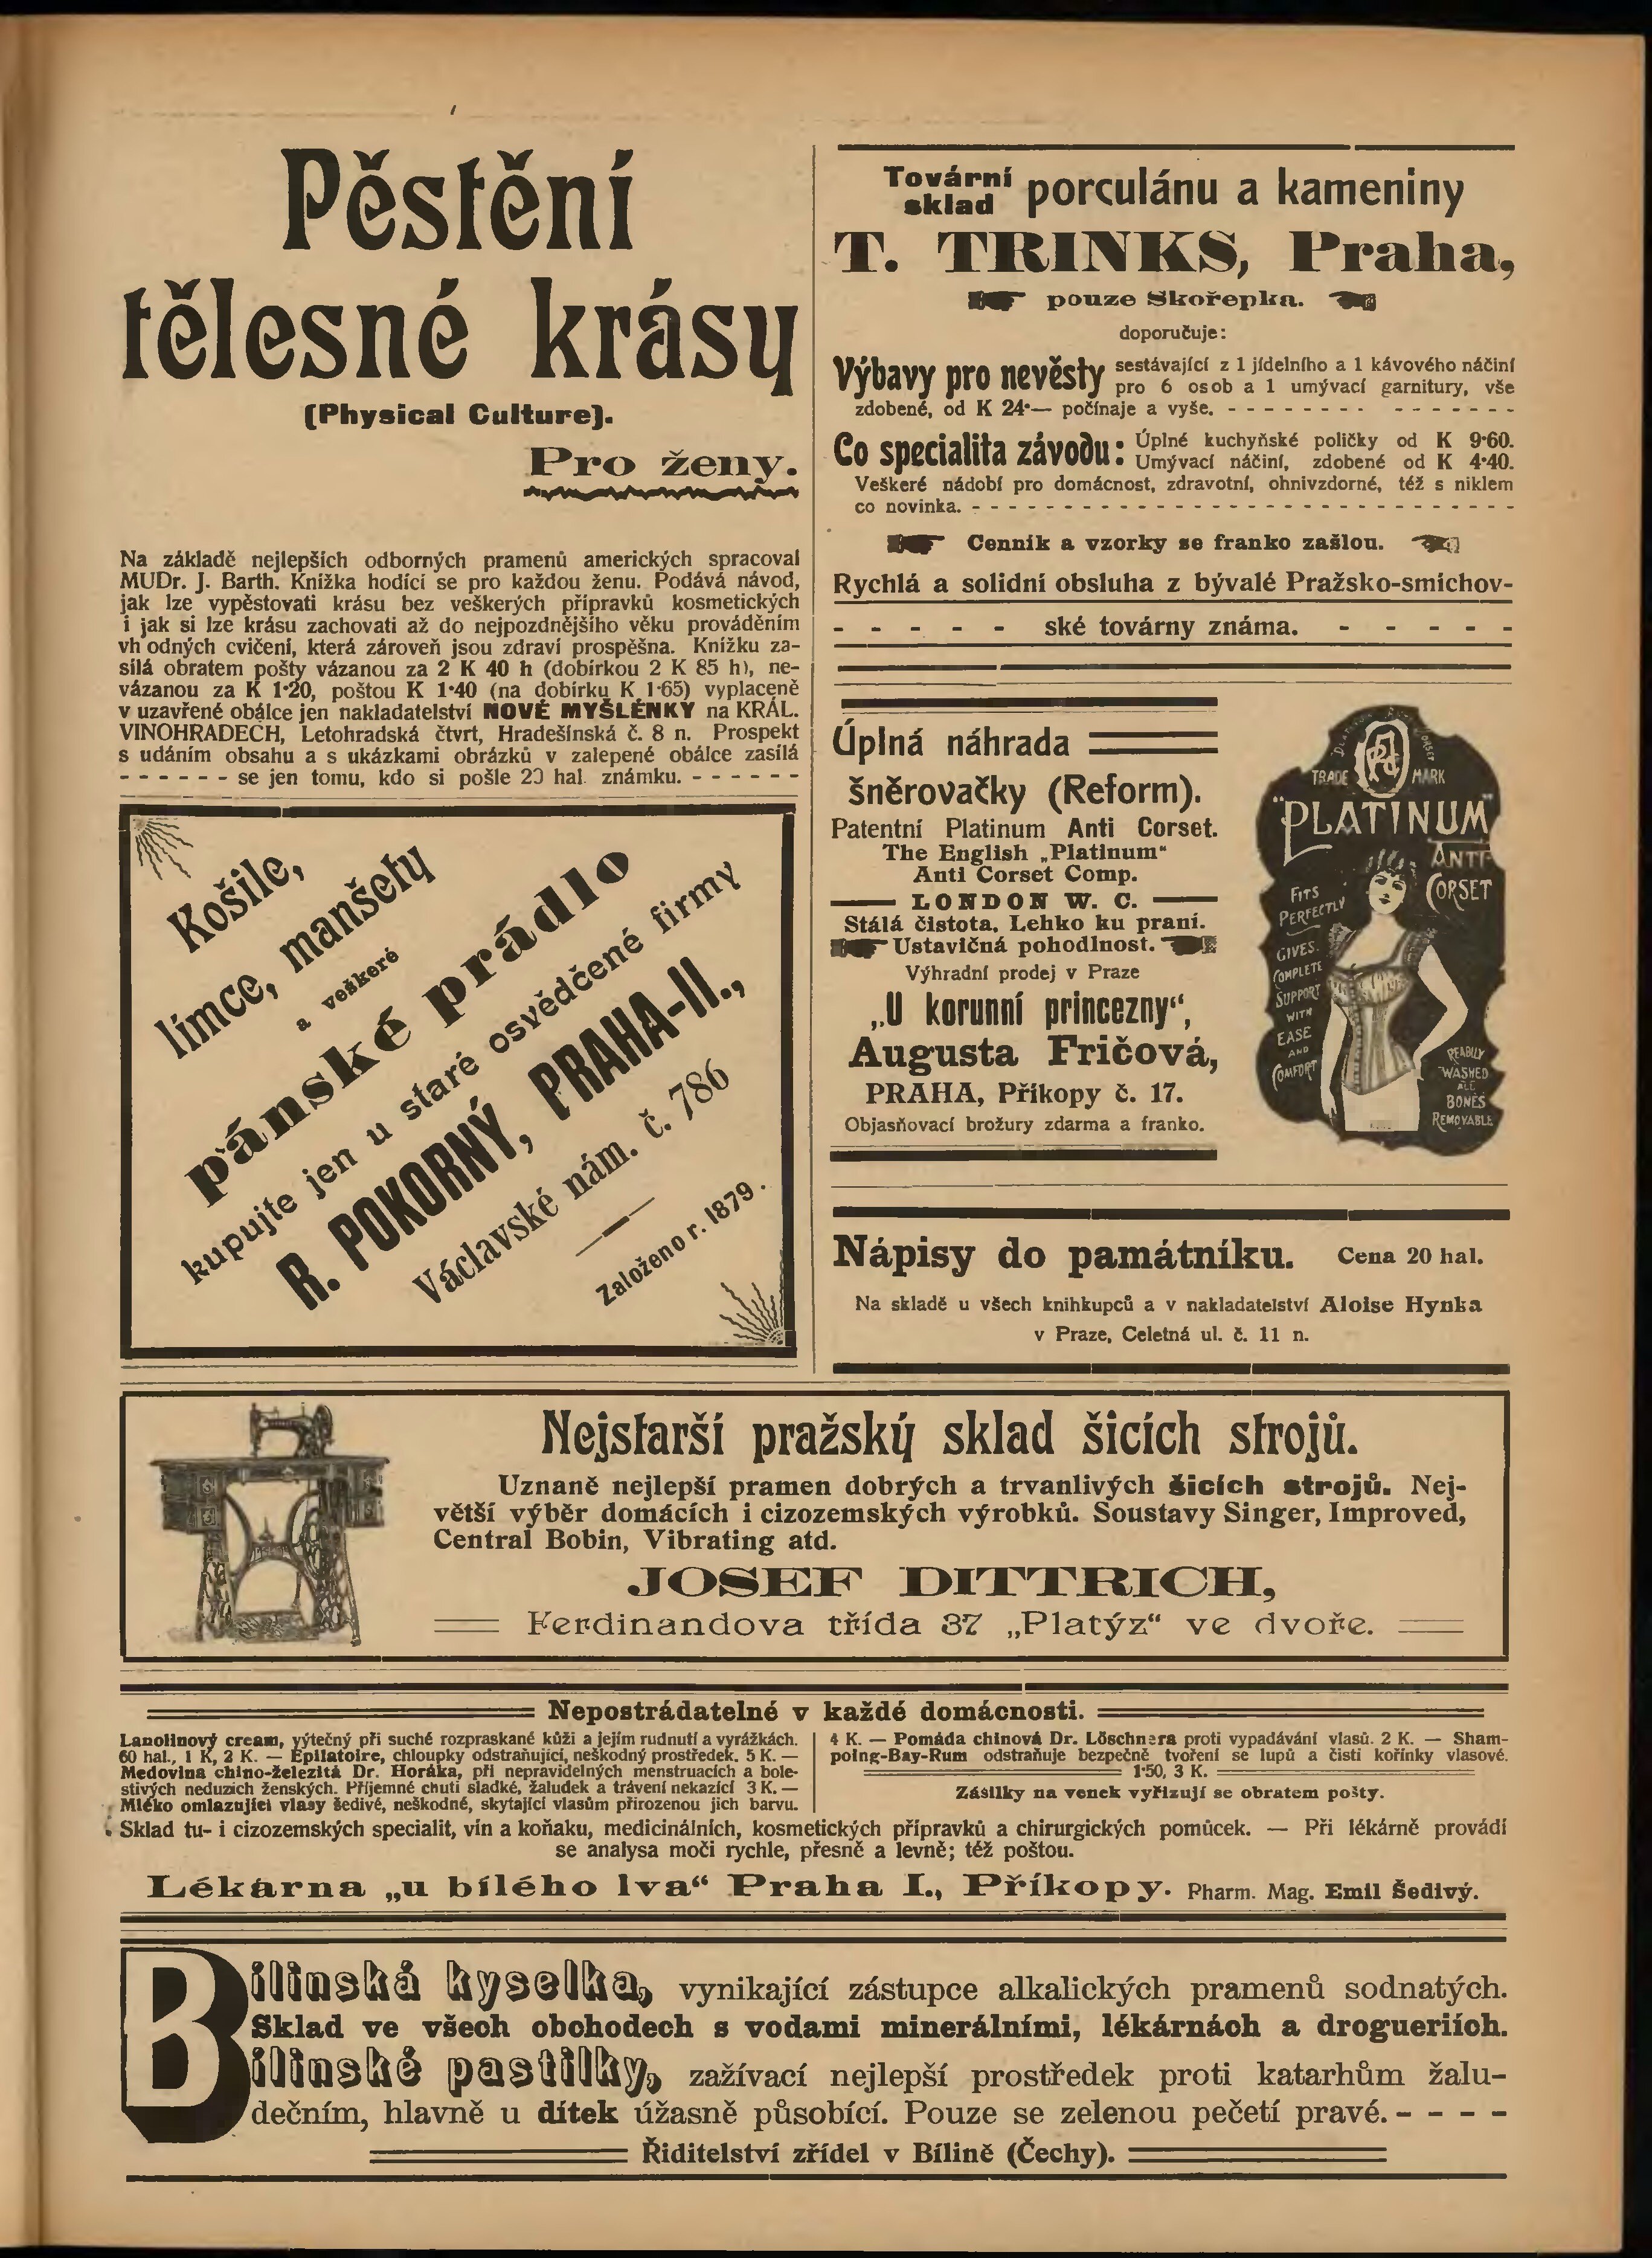 Pěstění
tělesné krásy
(Physical Culture).
Pro ženy.
Na základě nejlepších odborných pramenů amerických spracoval
MUDr. J. Barth. Knížka hodící se pro každou ženu. Podává návod,
jak lze vypěstovati krásu bez veškerých přípravků kosmetických
i jak si lze krásu zachovati až do nejpozdnějšího věku prováděním
vhodných cvičení, která zároveň jsou zdraví prospěšna. Knížku za-
sílá obratem pošty vázanou za 2 K 40 h (dobírkou 2 K 85 h), ne-
vázanou za K 1·20, poštou K 1·40 (na dobírku K 1·65) vyplaceně
v uzavřené obálce jen nakladatelství NOVÉ MYŠLÉNKY na KRÁL.
VINOHRADECH, Letohradská čtvrt, Hradešínská č. 8 n. Prospekt
s udáním obsahu a s ukázkami obrázků v zalepené obálce zasílá
- - - - - - se jen tomu, kdo si pošle 20 hal. známku. - - - - - -
Košile,
límce, manšety
a veškeré
pánské prádlo
kupujte jen u staré osvědčené firmy
R. POKORNÝ, PRAHA-II.,
Václavské nám. č. 786
Založeno r. 1879.
Tovární
sklad porculánu a kameniny
T. TRINKS, Praha,
pouze Skořepka.
doporučuje:
Výbavy pro nevěsty sestávající z 1 jídelního a 1 kávového náčiní
pro 6 osob a 1 umývací garnitury, vše
zdobené, od K 24·— počínaje a vyše. - - - - - - - - - - - - - - -
Co specialita závodu: Úplné kuchyňské poličky od K 9·60.
Umývací náčiní, zdobené od K 4·40.
Veškeré nádobí pro domácnost, zdravotní, ohnivzdorné, též s niklem
co novinka. - - - - - - - - - - - - - - - - - - - - - - - - - - - -
Cenník a vzorky se franko zašlou.
Rychlá a solidní obsluha z bývalé Pražsko-smíchov-
- - - - - ské továrny známa. - - - - -
Úplná náhrada
šněrovačky (Reform).
Patentní Platinum Anti Corset.
The English „Platinum“
Anti Corset Comp.
LONDON W. C.
Stálá čistota. Lehko ku praní.
Ustavičná pohodlnost.
Výhradní prodej v Praze
„U korunní princezny“,
Augusta Fričová,
PRAHA, Příkopy č. 17.
Objasňovací brožury zdarma a franko.
TRADE MARK
"PLATINUM"
ANTI-
CORSET
FITS
PERFECTLY
GIVES
COMPLETE
SUPPORT
WITH
EASE
AND
COMFORT
READILY
WASHED
ALL
BONES
REMOVABLE
Nápisy do památníku. Cena 20 hal.
Na skladě u všech knihkupců a v nakladatelství Aloise Hynka
v Praze, Celetná ul. č. 11 n.
Nejstarší pražský sklad šicích strojů.
Uznaně nejlepší pramen dobrých a trvanlivých šicích strojů. Nej-
větší výběr domácích i cizozemských výrobků. Soustavy Singer, Improved,
Central Bobin, Vibrating atd.
JOSEF DITTRICH,
Ferdinandova třída 37 „Platýz“ ve dvoře.
Nepostrádatelné v každé domácnosti.
Lanolinový cream, výtečný při suché rozpraskané kůži a jejím rudnutí a vyrážkách.
60 hal., 1 K, 2 K. — Epilatoire, chloupky odstraňující, neškodný prostředek. 5 K. —
Medovina chino-železitá Dr. Horáka, při nepravidelných menstruacích a bole-
stivých neduzích ženských. Příjemné chuti sladké, žaludek a trávení nekazící 3 K. —
Mléko omlazující vlasy šedivé, neškodné, skytající vlasům přirozenou jich barvu.
4 K. — Pomáda chinová Dr. Löschnera proti vypadávání vlasů. 2 K. — Sham-
poing-Bay-Rum odstraňuje bezpečně tvoření se lupů a čistí kořínky vlasové.
1·50, 3 K.
Zásilky na venek vyřizují se obratem pošty.
Sklad tu- i cizozemských specialit, vín a koňaku, medicinálních, kosmetických přípravků a chirurgických pomůcek. — Při lékárně provádí
se analysa moči rychle, přesně a levně; též poštou.
Lékárna „u bílého lva“ Praha I., Příkopy. Pharm. Mag. Emil Šedivý.
Bílinská kyselka, vynikající zástupce alkalických pramenů sodnatých.
Sklad ve všech obchodech s vodami minerálními, lékárnách a drogueriích.
Bílinské pastilky, zažívací nejlepší prostředek proti katarhům žalu-
dečním, hlavně u dítek úžasně působící. Pouze se zelenou pečetí pravé. - - - -
Řiditelství zřídel v Bílině (Čechy).